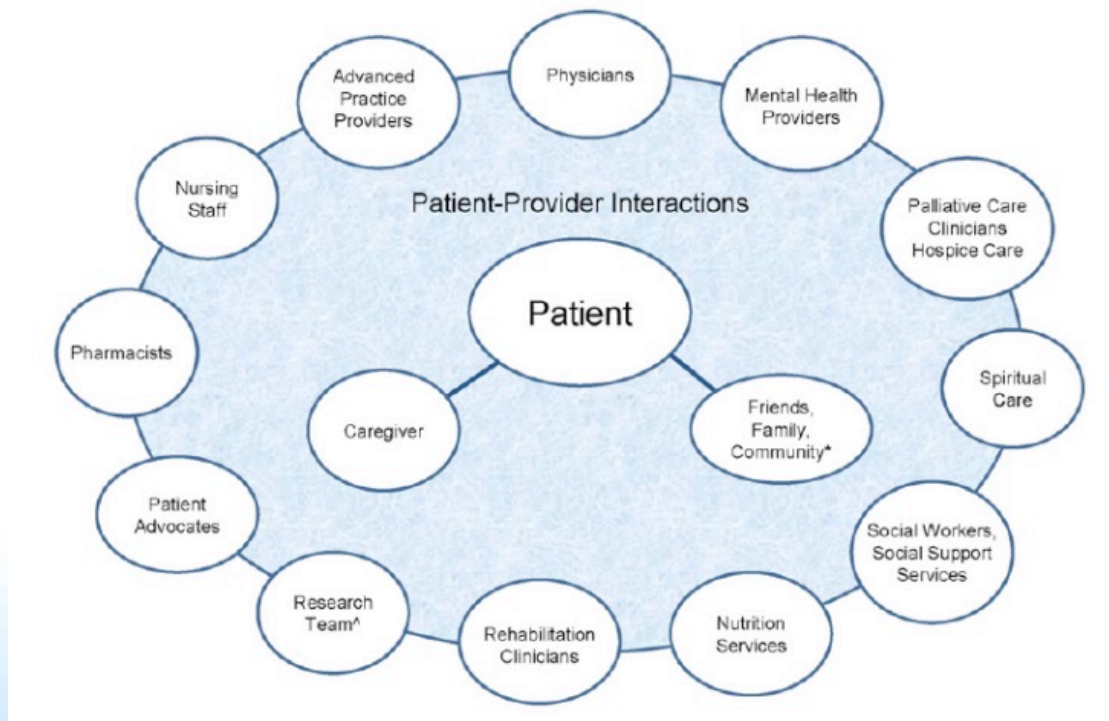 Physicians
Advanced
Practice
Providers
Mental Health
Providers
Nursing
Staff
Patient-Provider Interactions
Palliative Care
Clinicians
Hospice Care
Patient
Pharmacists
Spiritual
Care
Caregiver
Friends,
Family,
Community*
Patient
Advocates
Social Workers,
Social Support
Services
Research
Team^
Rehabilitation
Clinicians
Nutrition
Services